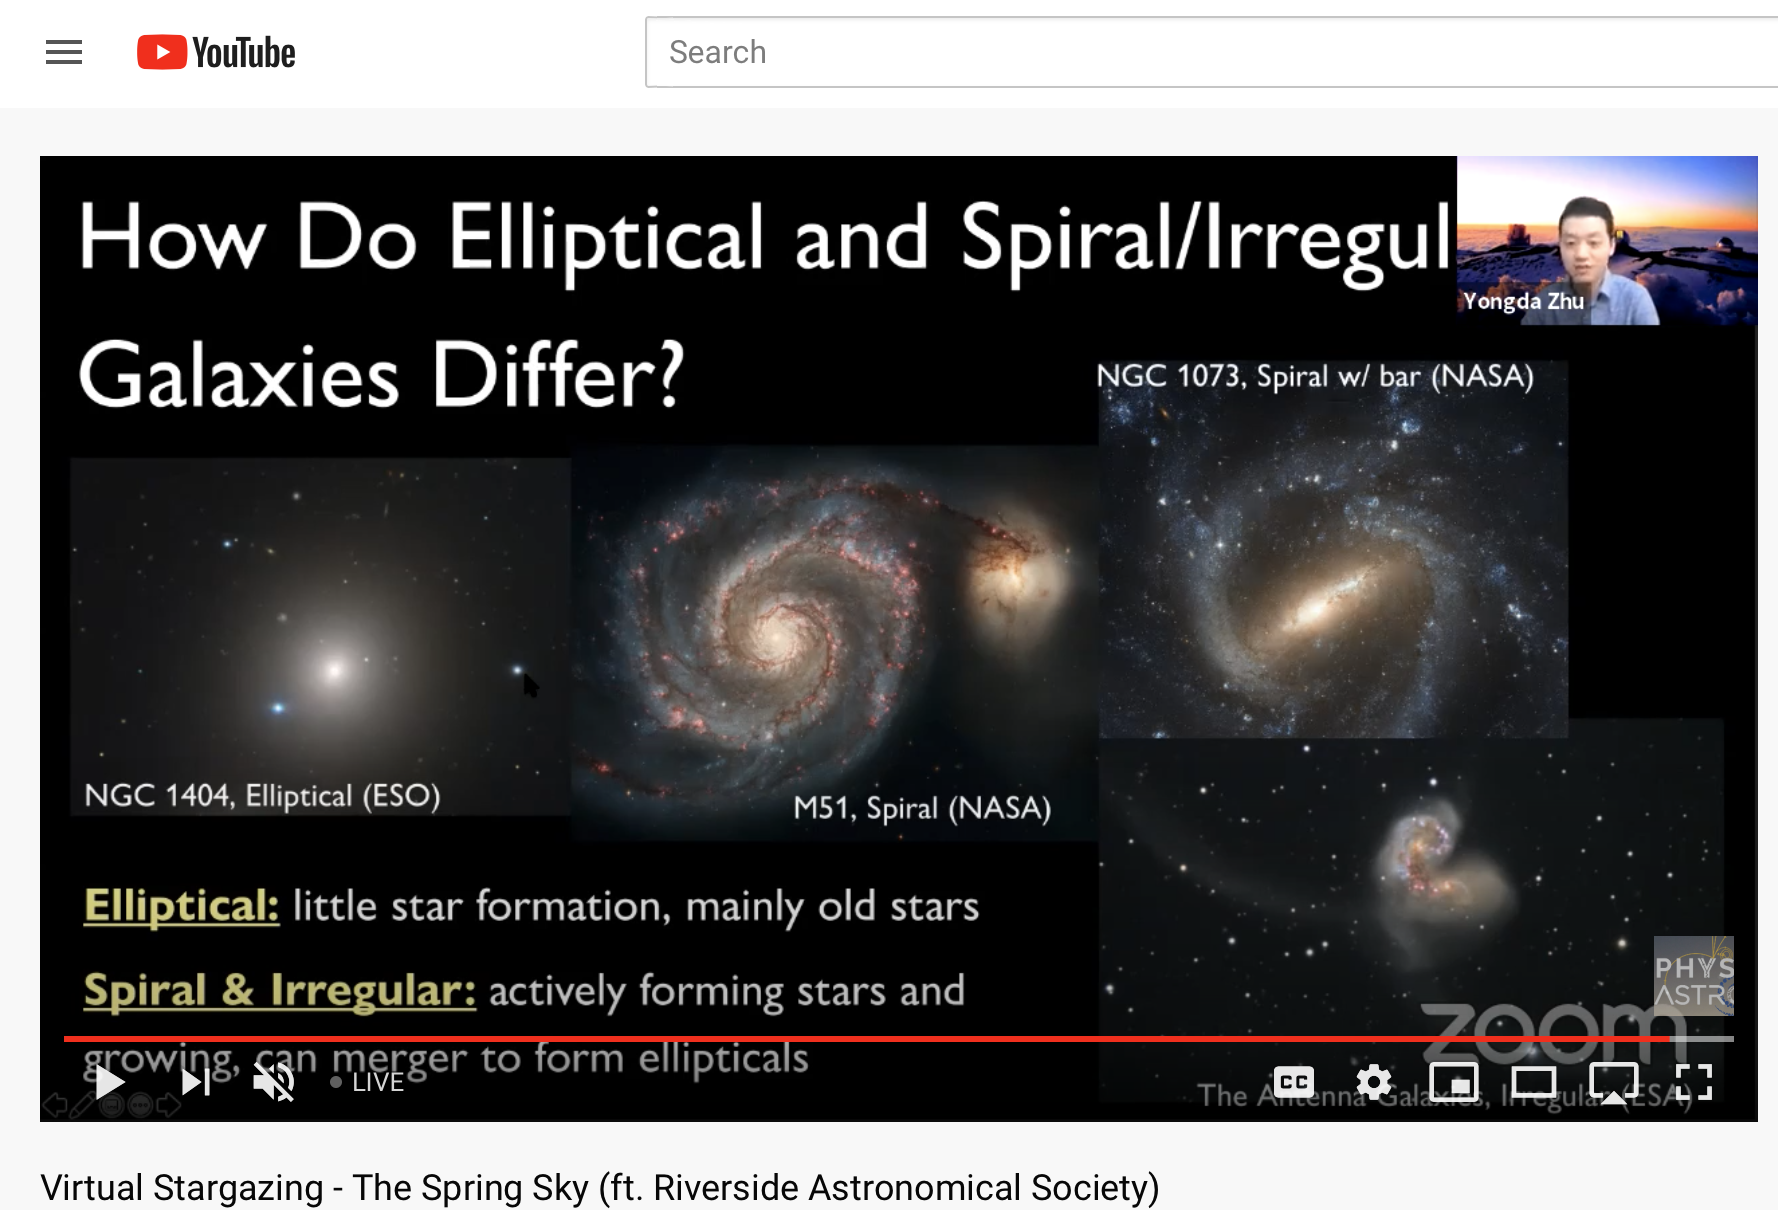 YouTube
Search
How Do Elliptical and Spiral/Irregul
Galaxies Differ?
Yongda Zhu
NGC 1073, Spiral w/ bar (NASA)
NGC 1404, Elliptical (ESO)
M51, Spiral (NASA)
Elliptical: little star formation, mainly old stars
Spiral & Irregular: actively forming stars and
growing, can merger to form ellipticals
PHYS
ASTR
zoom
LIVE
CC
The Antenna Galaxies, Irregular (ESA)
Virtual Stargazing - The Spring Sky (ft. Riverside Astronomical Society)